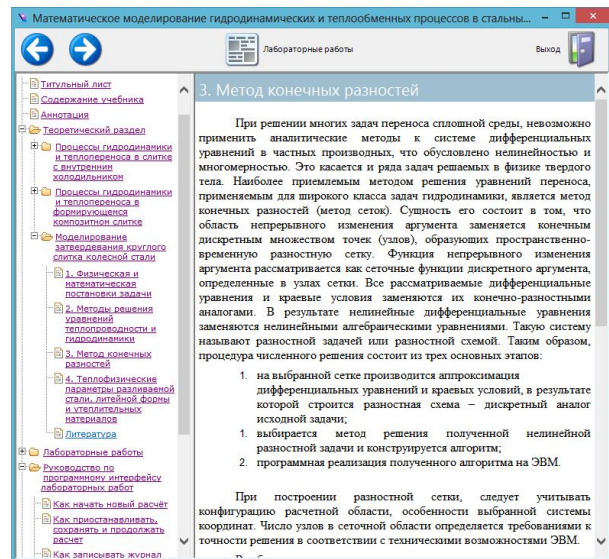 Математическое моделирование гидродинамических и теплообменных процессов в стальны...
Лабораторные работы
Выход
Титульный лист
Содержание учебника
Аннотация
Теоретический раздел
Процессы гидродинамики
и теплопереноса в слитке
с внутренним
холодильником
Процессы гидродинамики
и теплопереноса в
формирующемся
композитном слитке
Моделирование
затвердевания круглого
слитка колесной стали
1. Физическая и
математическая
постановки задачи
2. Методы решения
уравнений
теплопроводности и
гидродинамики
3. Метод конечных
разностей
4. Теплофизические
параметры разливаемой
стали, литейной формы
и утеплительных
материалов
Литература
Лабораторные работы
Руководство по
программному интерфейсу
лабораторных работ
Как начать новый расчёт
Как приостанавливать,
сохранять и продолжать
расчет
Как записывать журнал
3. Метод конечных разностей
При решении многих задач переноса сплошной среды, невозможно
применить аналитические методы к системе дифференциальных
уравнений в частных производных, что обусловлено нелинейностью и
многомерностью. Это касается и ряда задач решаемых в физике твердого
тела. Наиболее приемлемым методом решения уравнений переноса,
применяемым для широкого класса задач гидродинамики, является метод
конечных разностей (метод сеток). Сущность его состоит в том, что
область непрерывного изменения аргумента заменяется конечным
дискретным множеством точек (узлов), образующих пространственно-
временную разностную сетку. Функция непрерывного изменения
аргумента рассматривается как сеточные функции дискретного аргумента,
определенные в узлах сетки. Все рассматриваемые дифференциальные
уравнения и краевые условия заменяются их конечно-разностными
аналогами. В результате нелинейные дифференциальные уравнения
заменяются нелинейными алгебраическими уравнениями. Такую систему
называют разностной задачей или разностной схемой. Таким образом,
процедура численного решения состоит из трех основных этапов:
1. на выбранной сетке производится аппроксимация
дифференциальных уравнений и краевых условий, в результате
которой строится разностная схема – дискретный аналог
исходной задачи;
1. выбирается метод решения полученной нелинейной
разностной задачи и конструируется алгоритм;
2. программная реализация полученного алгоритма на ЭВМ.
При построении разностной сетки, следует учитывать
конфигурацию расчетной области, особенности выбранной системы
координат. Число узлов в сеточной области определяется требованиями к
точности решения в соответствии с техническими возможностями ЭВМ.